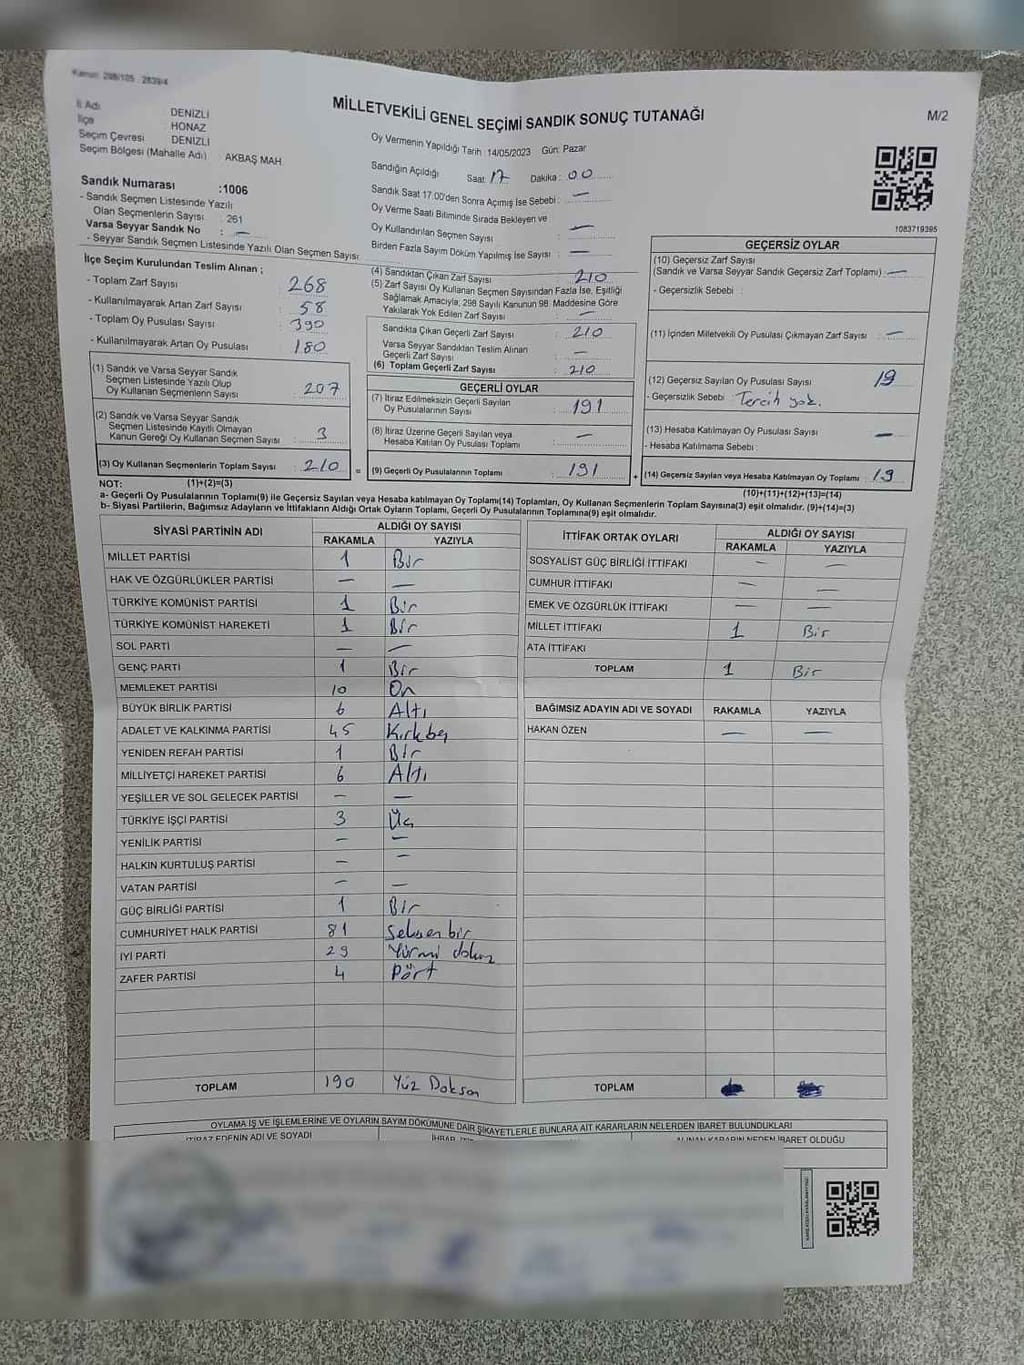 Kanun: 298/105 : 2839/4
MİLLETVEKİLİ GENEL SEÇİMİ SANDIK SONUÇ TUTANAĞI
M/2
İl Adı DENİZLİ
İlçe HONAZ
Seçim Çevresi DENİZLİ
Seçim Bölgesi (Mahalle Adı) : AKBAŞ MAH
Sandık Numarası :1006
- Sandık Seçmen Listesinde Yazılı
Olan Seçmenlerin Sayısı : 261
Varsa Seyyar Sandık No : —
- Seyyar Sandık Seçmen Listesinde Yazılı Olan Seçmen Sayısı
Oy Vermenin Yapıldığı Tarih :14/05/2023 Gün: Pazar
Sandığın Açıldığı Saat: 17 Dakika : 00
Sandık Saat 17.00'den Sonra Açımış İse Sebebi : —
Oy Verme Saati Bitiminde Sırada Bekleyen ve
Oy Kullandırılan Seçmen Sayısı : —
Birden Fazla Sayım Döküm Yapılmış İse Sayısı : —
1083719395
İlçe Seçim Kurulundan Teslim Alınan ;
- Toplam Zarf Sayısı : 268
- Kullanılmayarak Artan Zarf Sayısı : 58
- Toplam Oy Pusulası Sayısı : 390
- Kullanılmayarak Artan Oy Pusulası : 180
(1) Sandık ve Varsa Seyyar Sandık
Seçmen Listesinde Yazılı Olup
Oy Kullanan Seçmenlerin Sayısı : 207
(2) Sandık ve Varsa Seyyar Sandık
Seçmen Listesinde Kayıtlı Olmayan
Kanun Gereği Oy Kullanan Seçmen Sayısı : 3
(3) Oy Kullanan Seçmenlerin Toplam Sayısı : 210
(4) Sandıktan Çıkan Zarf Sayısı : 210
(5) Zarf Sayısı Oy Kullanan Seçmen Sayısından Fazla İse, Eşitliği
Sağlamak Amacıyla; 298 Sayılı Kanunun 98. Maddesine Göre
Yakılarak Yok Edilen Zarf Sayısı : —
Sandıkta Çıkan Geçerli Zarf Sayısı : 210
Varsa Seyyar Sandıktan Teslim Alınan
Geçerli Zarf Sayısı : —
(6) Toplam Geçerli Zarf Sayısı : 210
GEÇERLİ OYLAR
(7) İtiraz Edilmeksizin Geçerli Sayılan
Oy Pusulalarının Sayısı : 191
(8) İtiraz Üzerine Geçerli Sayılan veya
Hesaba Katılan Oy Pusulaları Toplamı : —
= (9) Geçerli Oy Pusulalarının Toplamı : 191
GEÇERSİZ OYLAR
(10) Geçersiz Zarf Sayısı
(Sandık ve Varsa Seyyar Sandık Geçersiz Zarf Toplamı) —
- Geçersizlik Sebebi :
(11) İçinden Milletvekili Oy Pusulası Çıkmayan Zarf Sayısı —
(12) Geçersiz Sayılan Oy Pusulası Sayısı 19
- Geçersizlik Sebebi : Tercih yok.
(13) Hesaba Katılmayan Oy Pusulası Sayısı —
- Hesaba Katılmama Sebebi :
+ (14) Geçersiz Sayılan veya Hesaba Katılmayan Oy Toplamı 19
NOT: (1)+(2)=(3) (10)+(11)+(12)+(13)=(14)
a- Geçerli Oy Pusulalarının Toplamı(9) ile Geçersiz Sayılan veya Hesaba katılmayan Oy Toplamı(14) Toplamları, Oy Kullanan Seçmenlerin Toplam Sayısına(3) eşit olmalıdır. (9)+(14)=(3)
b- Siyasi Partilerin, Bağımsız Adayların ve İttifakların Aldığı Ortak Oyların Toplamı, Geçerli Oy Pusulalarının Toplamına(9) eşit olmalıdır.
SİYASİ PARTİNİN ADI ALDIĞI OY SAYISI
RAKAMLA YAZIYLA
MİLLET PARTİSİ 1 Bir
HAK VE ÖZGÜRLÜKLER PARTİSİ — —
TÜRKİYE KOMÜNİST PARTİSİ 1 Bir
TÜRKİYE KOMÜNİST HAREKETİ 1 Bir
SOL PARTİ — —
GENÇ PARTİ 1 Bir
MEMLEKET PARTİSİ 10 On
BÜYÜK BİRLİK PARTİSİ 6 Altı
ADALET VE KALKINMA PARTİSİ 45 Kırkbeş
YENİDEN REFAH PARTİSİ 1 Bir
MİLLİYETÇİ HAREKET PARTİSİ 6 Altı
YEŞİLLER VE SOL GELECEK PARTİSİ — —
TÜRKİYE İŞÇİ PARTİSİ 3 Üç
YENİLİK PARTİSİ — —
HALKIN KURTULUŞ PARTİSİ — —
VATAN PARTİSİ — —
GÜÇ BİRLİĞİ PARTİSİ 1 Bir
CUMHURİYET HALK PARTİSİ 81 Seksen bir
İYİ PARTİ 29 Yirmi dokuz
ZAFER PARTİSİ 4 Dört
TOPLAM 190 Yüz Doksan
İTTİFAK ORTAK OYLARI ALDIĞI OY SAYISI
RAKAMLA YAZIYLA
SOSYALİST GÜÇ BİRLİĞİ İTTİFAKI — —
CUMHUR İTTİFAKI — —
EMEK VE ÖZGÜRLÜK İTTİFAKI — —
MİLLET İTTİFAKI 1 Bir
ATA İTTİFAKI
TOPLAM 1 Bir
BAĞIMSIZ ADAYIN ADI VE SOYADI RAKAMLA YAZIYLA
HAKAN ÖZEN — —
TOPLAM
OYLAMA İŞ VE İŞLEMLERİNE VE OYLARIN SAYIM DÖKÜMÜNE DAİR ŞİKAYETLERLE BUNLARA AİT KARARLARIN NELERDEN İBARET BULUNDUKLARI
İTİRAZ EDENİN ADI VE SOYADI
ALINAN KARARIN NEDEN İBARET OLDUĞU